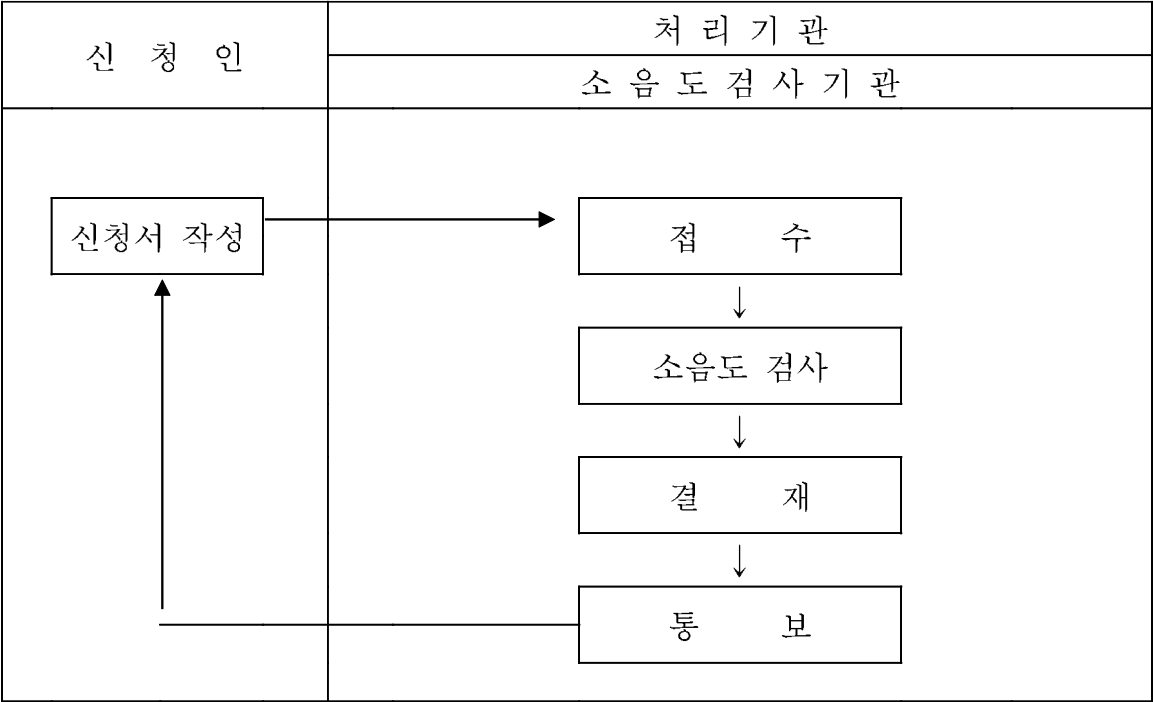 신 청 인
처 리 기 관
소 음 도 검 사 기 관
신청서 작성
접 수
↓
소음도 검사
↓
결 재
↓
통 보